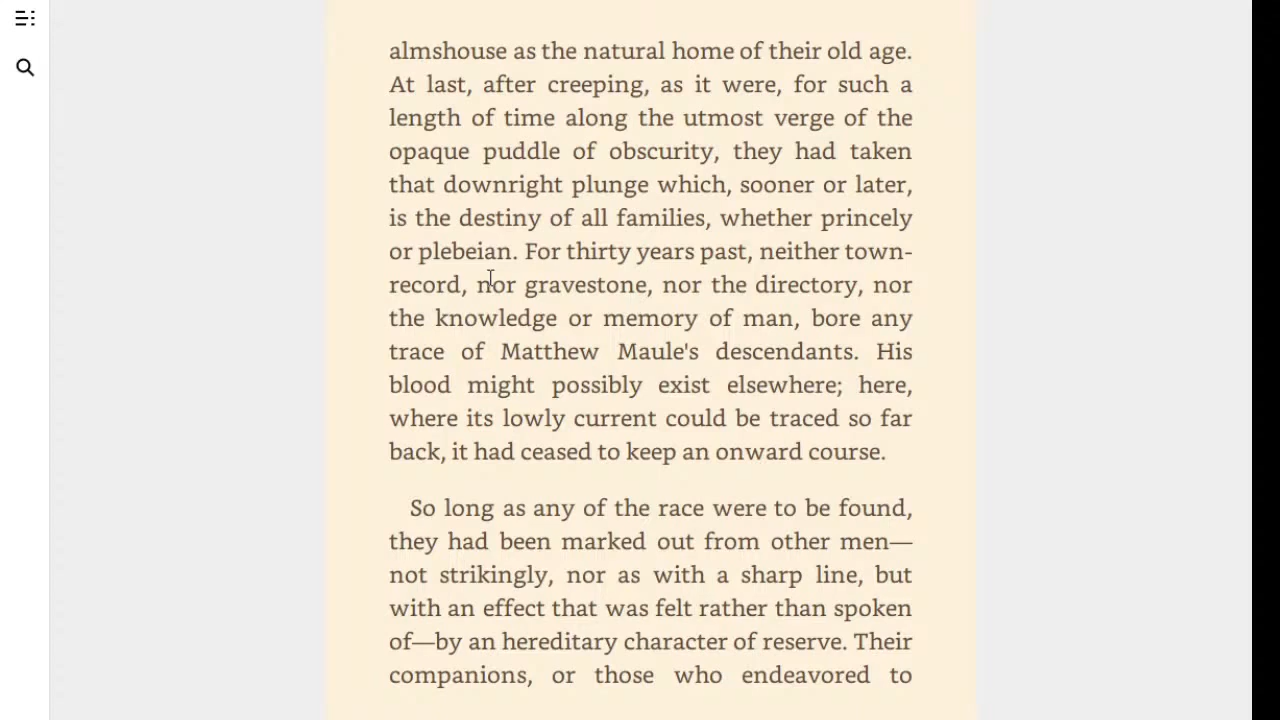 almshouse as the natural home of their old age.
At last, after creeping, as it were, for such a
length of time along the utmost verge of the
opaque puddle of obscurity, they had taken
that downright plunge which, sooner or later,
is the destiny of all families, whether princely
or plebeian. For thirty years past, neither town-
record, nor gravestone, nor the directory, nor
the knowledge or memory of man, bore any
trace of Matthew Maule's descendants. His
blood might possibly exist elsewhere; here,
where its lowly current could be traced so far
back, it had ceased to keep an onward course.
So long as any of the race were to be found,
they had been marked out from other men—
not strikingly, nor as with a sharp line, but
with an effect that was felt rather than spoken
of—by an hereditary character of reserve. Their
companions, or those who endeavored to